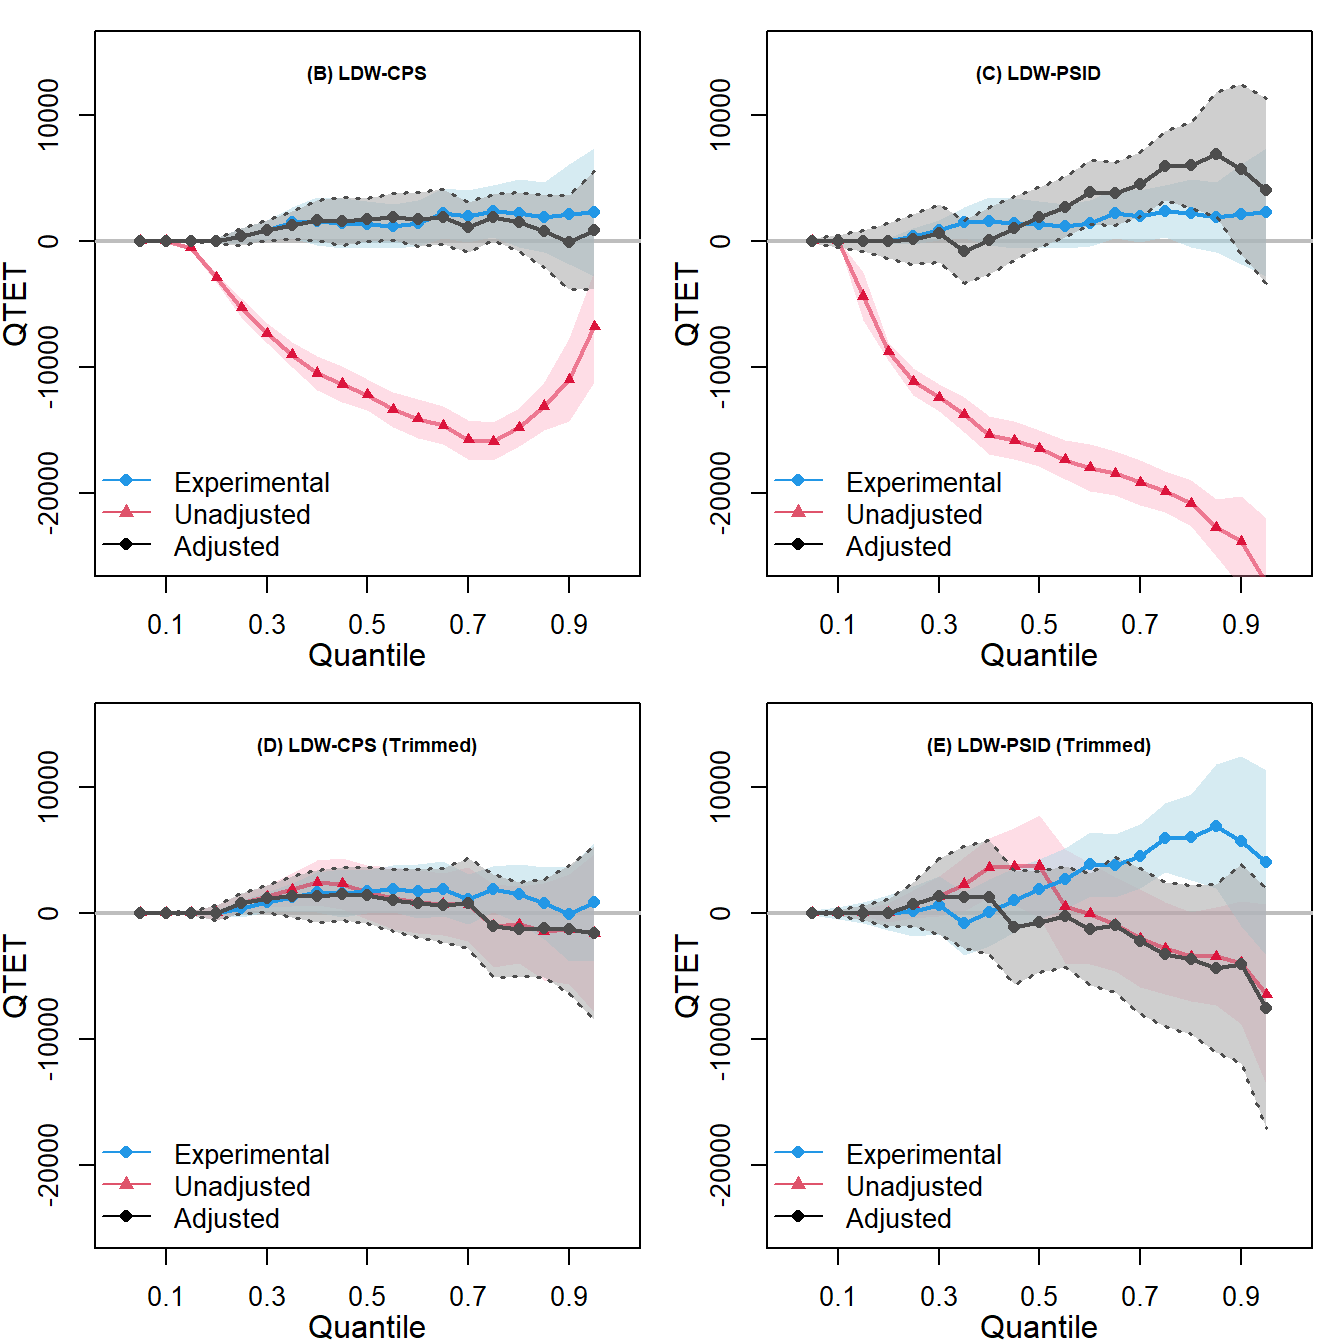 (B) LDW-CPS
QTET
10000
0
-10000
-20000
Experimental
Unadjusted
Adjusted
0.1 0.3 0.5 0.7 0.9
Quantile
(C) LDW-PSID
QTET
10000
0
-10000
-20000
Experimental
Unadjusted
Adjusted
0.1 0.3 0.5 0.7 0.9
Quantile
(D) LDW-CPS (Trimmed)
QTET
10000
0
-10000
-20000
Experimental
Unadjusted
Adjusted
0.1 0.3 0.5 0.7 0.9
Quantile
(E) LDW-PSID (Trimmed)
QTET
10000
0
-10000
-20000
Experimental
Unadjusted
Adjusted
0.1 0.3 0.5 0.7 0.9
Quantile